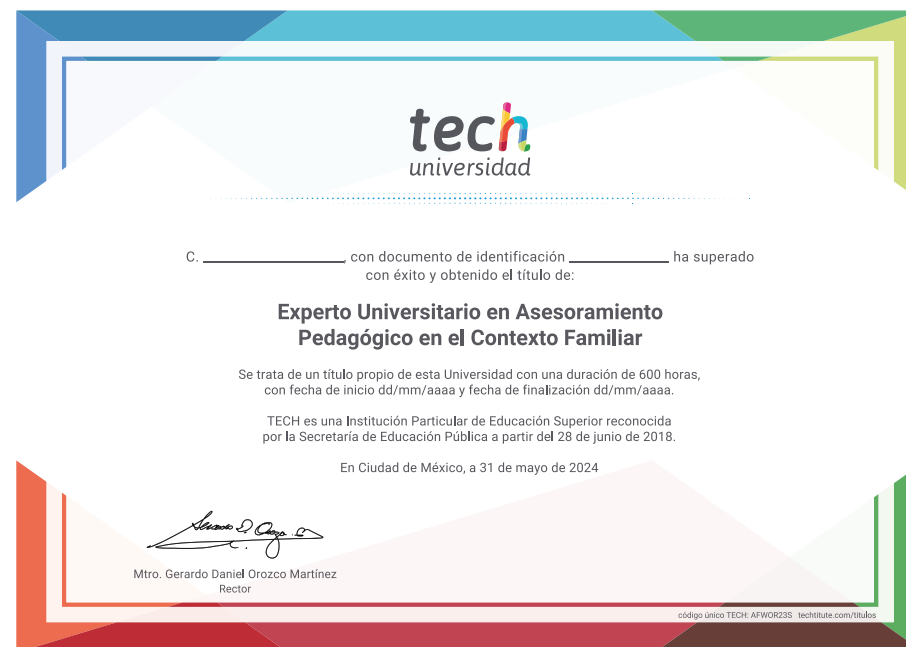 tech
universidad
C. ____________, con documento de identificación ____________ ha superado
con éxito y obtenido el título de:
Experto Universitario en Asesoramiento
Pedagógico en el Contexto Familiar
Se trata de un título propio de esta Universidad con una duración de 600 horas,
con fecha de inicio dd/mm/aaaa y fecha de finalización dd/mm/aaaa.
TECH es una Institución Particular de Educación Superior reconocida
por la Secretaría de Educación Pública a partir del 28 de junio de 2018.
En Ciudad de México, a 31 de mayo de 2024
Mtro. Gerardo Daniel Orozco Martínez
Rector
código único TECH: AFWOR23S techtitute.com/titulos